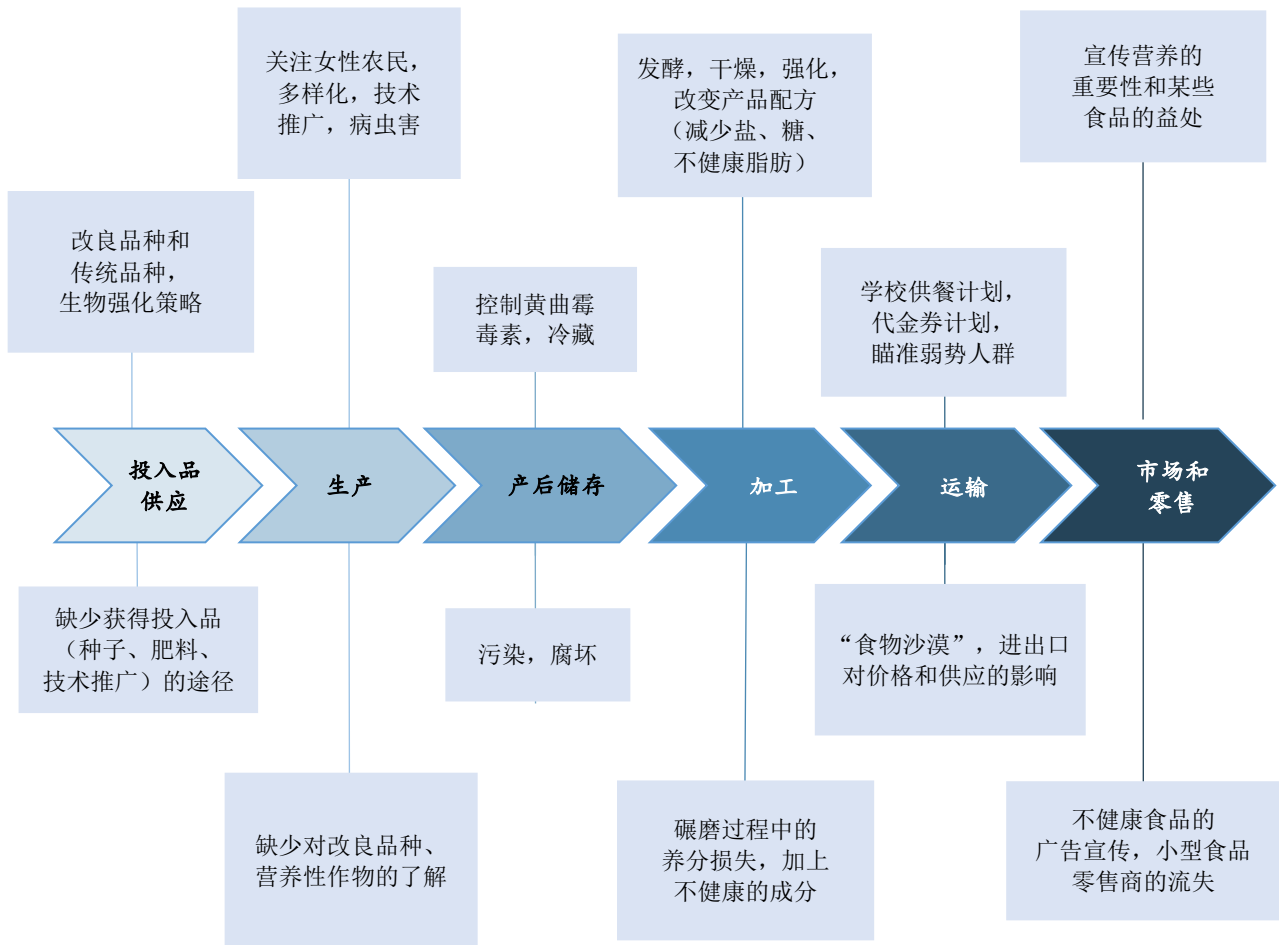 关注女性农民，
多样化，技术
推广，病虫害
发酵，干燥，强化，
改变产品配方
（减少盐、糖、
不健康脂肪）
宣传营养的
重要性和某些
食品的益处
改良品种和
传统品种，
生物强化策略
控制黄曲霉
毒素，冷藏
学校供餐计划，
代金券计划，
瞄准弱势人群
投入品
供应
生产
产后储存
加工
运输
市场和
零售
缺少获得投入品
（种子、肥料、
技术推广）的途径
污染，腐坏
“食物沙漠”，进出口
对价格和供应的影响
缺少对改良品种、
营养性作物的了解
碾磨过程中的
养分损失，加上
不健康的成分
不健康食品的
广告宣传，小型食品
零售商的流失